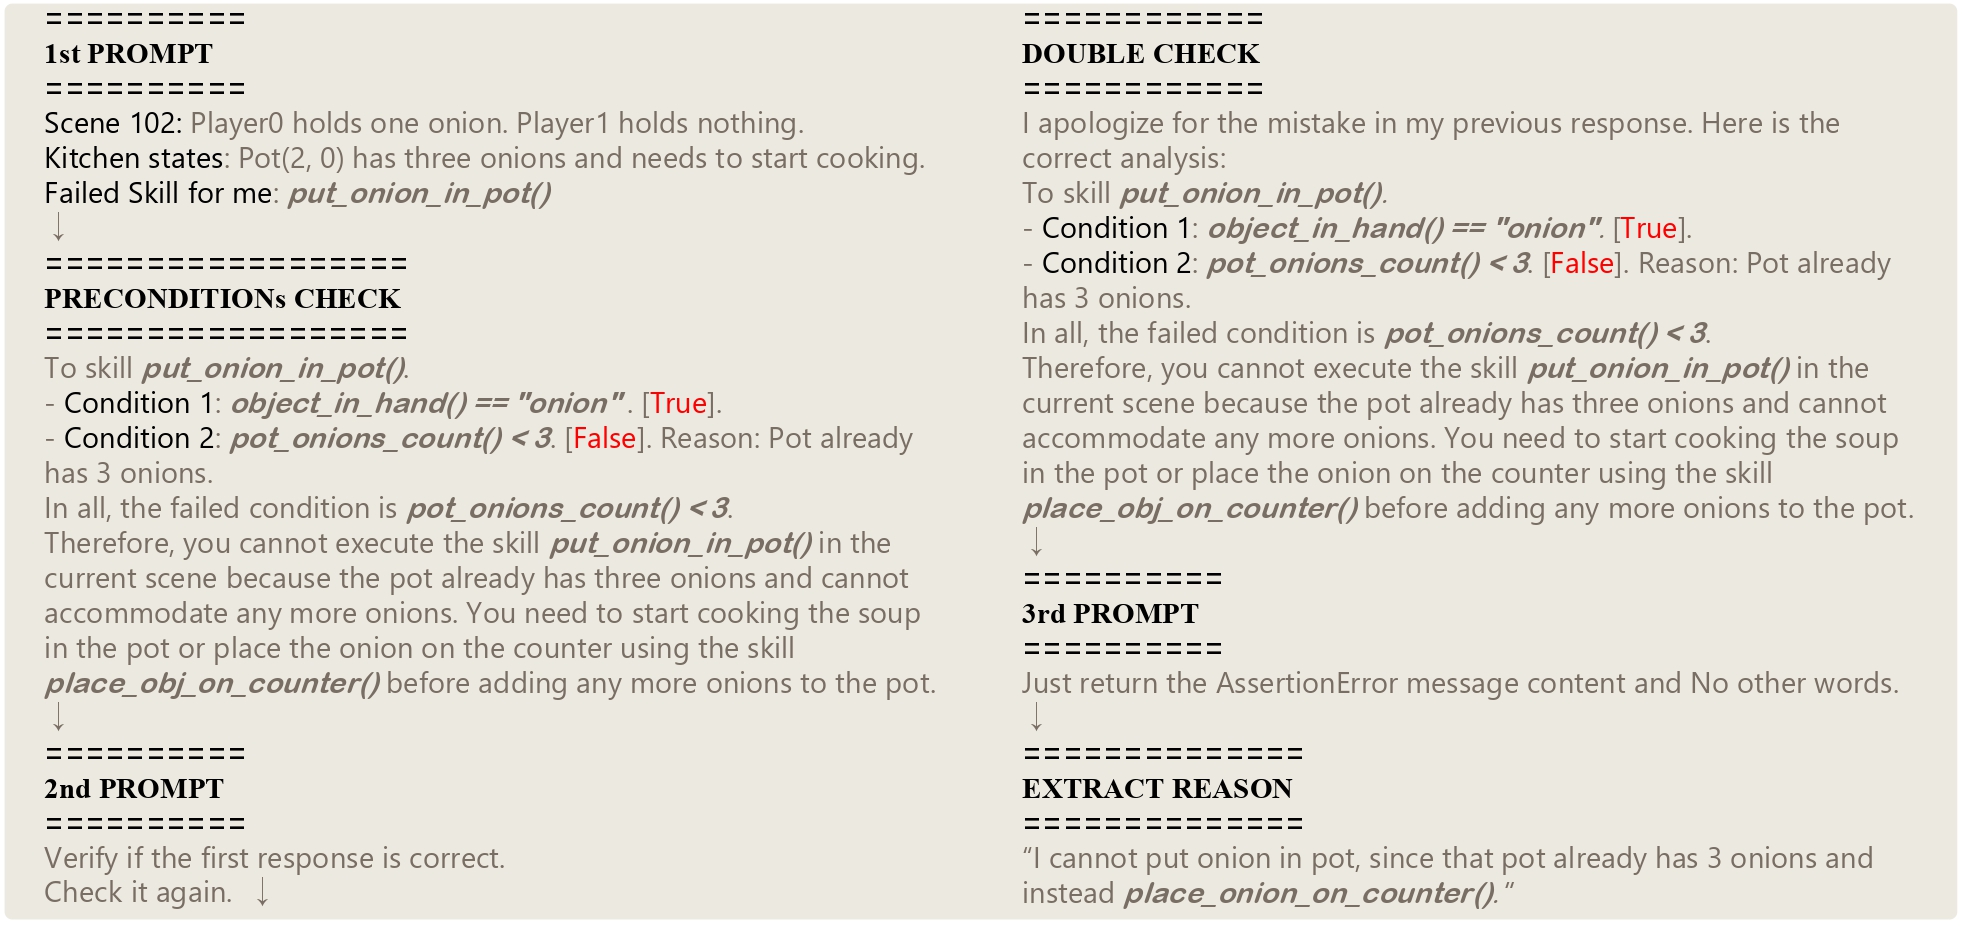 ==========
1st PROMPT
==========
Scene 102: Player0 holds one onion. Player1 holds nothing.
Kitchen states: Pot(2, 0) has three onions and needs to start cooking.
Failed Skill for me: put_onion_in_pot()
↓
==================
PRECONDITIONs CHECK
==================
To skill put_onion_in_pot().
- Condition 1: object_in_hand() == "onion" . [True].
- Condition 2: pot_onions_count() < 3. [False]. Reason: Pot already
has 3 onions.
In all, the failed condition is pot_onions_count() < 3.
Therefore, you cannot execute the skill put_onion_in_pot() in the
current scene because the pot already has three onions and cannot
accommodate any more onions. You need to start cooking the soup
in the pot or place the onion on the counter using the skill
place_obj_on_counter() before adding any more onions to the pot.
↓
==========
2nd PROMPT
==========
Verify if the first response is correct.
Check it again. ↓
============
DOUBLE CHECK
============
I apologize for the mistake in my previous response. Here is the
correct analysis:
To skill put_onion_in_pot().
- Condition 1: object_in_hand() == "onion". [True].
- Condition 2: pot_onions_count() < 3. [False]. Reason: Pot already
has 3 onions.
In all, the failed condition is pot_onions_count() < 3.
Therefore, you cannot execute the skill put_onion_in_pot() in the
current scene because the pot already has three onions and cannot
accommodate any more onions. You need to start cooking the soup
in the pot or place the onion on the counter using the skill
place_obj_on_counter() before adding any more onions to the pot.
↓
==========
3rd PROMPT
==========
Just return the AssertionError message content and No other words.
↓
==============
EXTRACT REASON
==============
“I cannot put onion in pot, since that pot already has 3 onions and
instead place_onion_on_counter().”